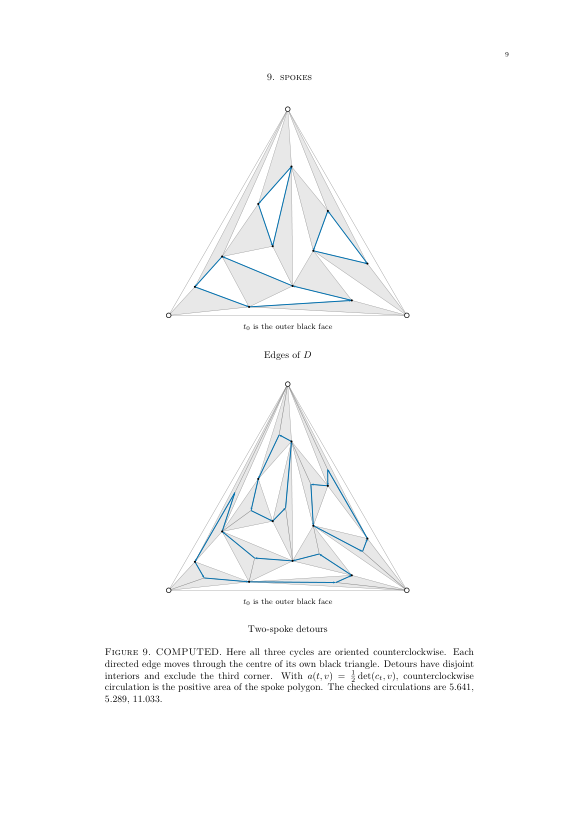 9
9. SPOKES
t₀ is the outer black face
Edges of D
t₀ is the outer black face
Two-spoke detours
FIGURE 9. COMPUTED. Here all three cycles are oriented counterclockwise. Each
directed edge moves through the centre of its own black triangle. Detours have disjoint
interiors and exclude the third corner. With a(t, v) = ½ det(cₜ, v), counterclockwise
circulation is the positive area of the spoke polygon. The checked circulations are 5.641,
5.289, 11.033.